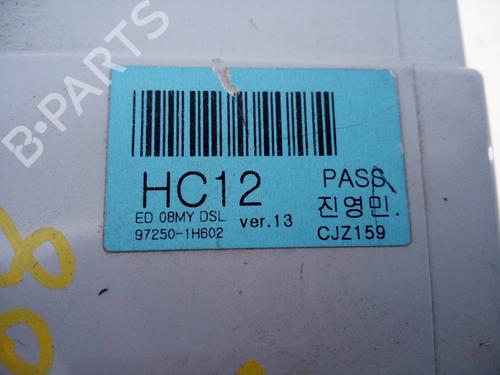 B-PARTS
HC12
PASS
ED 08MY DSL
ver.13
진영민.
97250-1H602
CJZ159